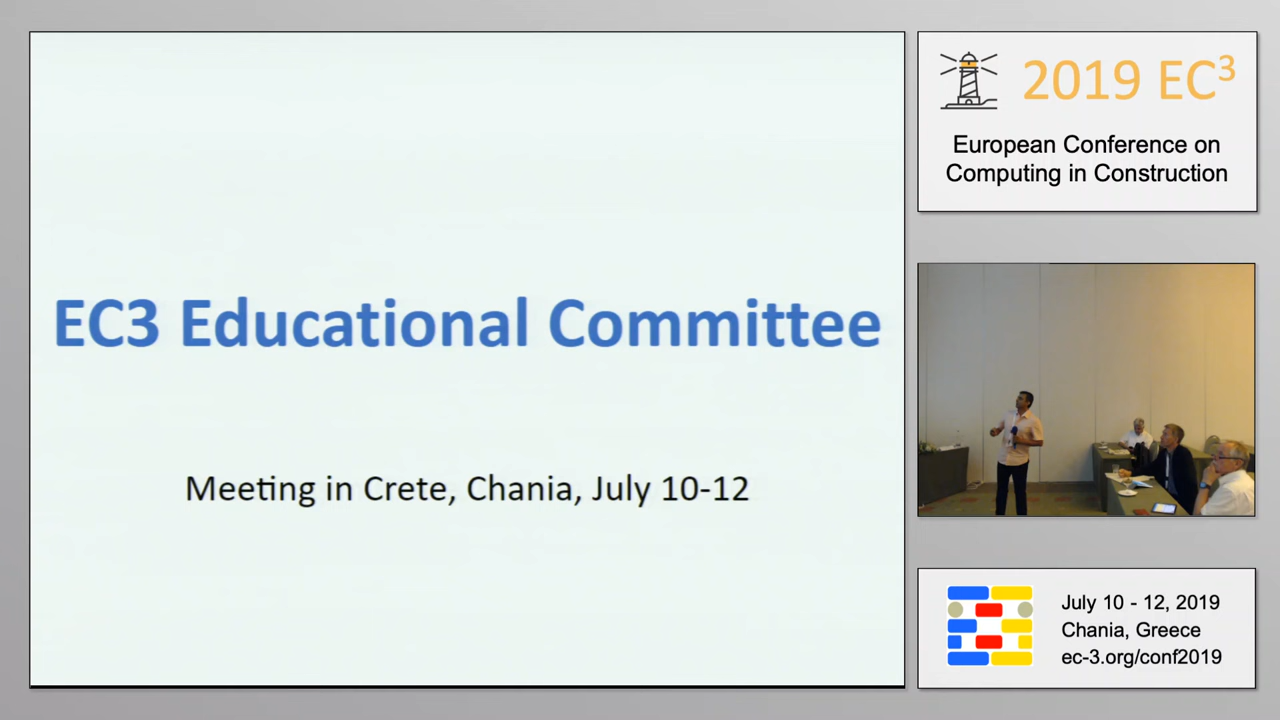 EC3 Educational Committee
Meeting in Crete, Chania, July 10-12
2019 EC³
European Conference on
Computing in Construction
July 10 - 12, 2019
Chania, Greece
ec-3.org/conf2019